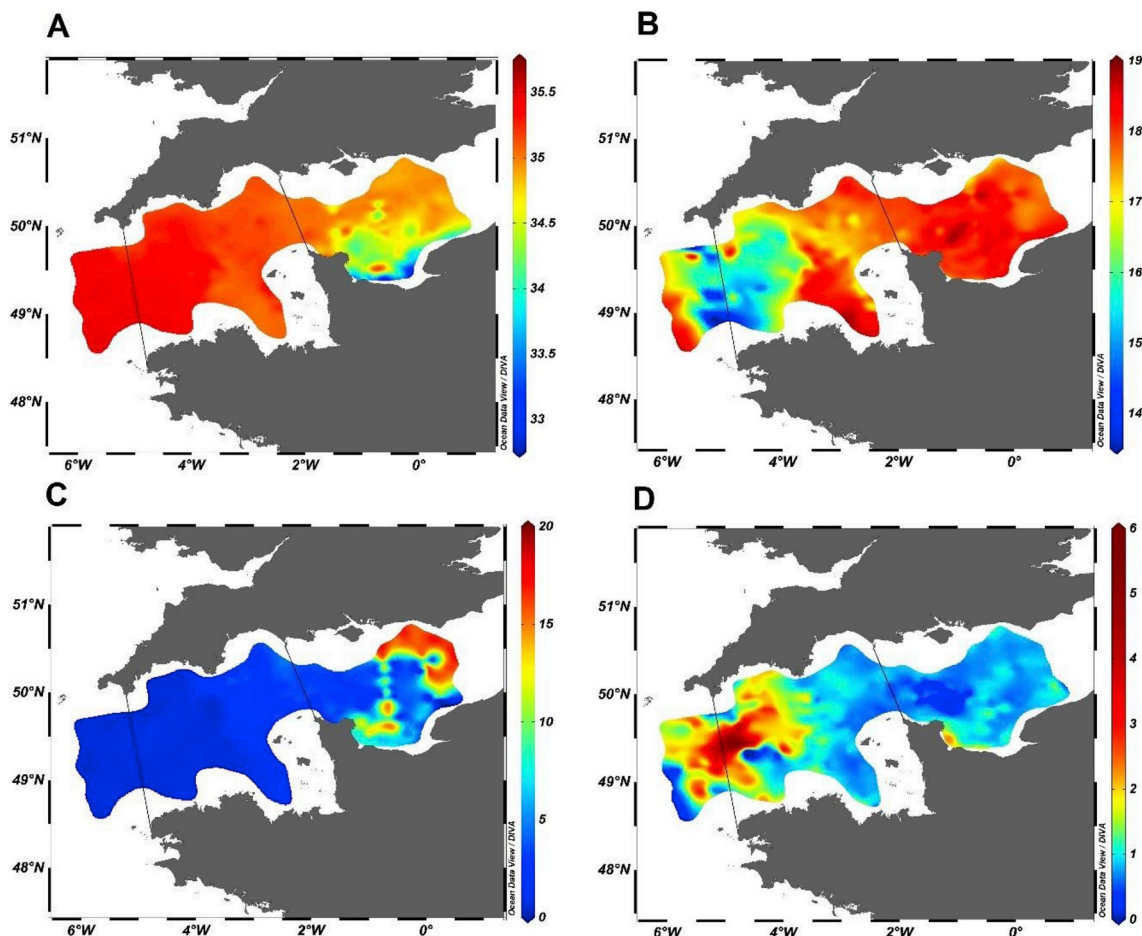 A
B
51°N
50°N
49°N
48°N
6°W 4°W 2°W 0°
35.5
35
34.5
34
33.5
33
Ocean Data View / DIVA
51°N
50°N
49°N
48°N
6°W 4°W 2°W 0°
19
18
17
16
15
14
Ocean Data View / DIVA
C
D
51°N
50°N
49°N
48°N
6°W 4°W 2°W 0°
20
15
10
5
0
Ocean Data View / DIVA
51°N
50°N
49°N
48°N
6°W 4°W 2°W 0°
6
5
4
3
2
1
0
Ocean Data View / DIVA